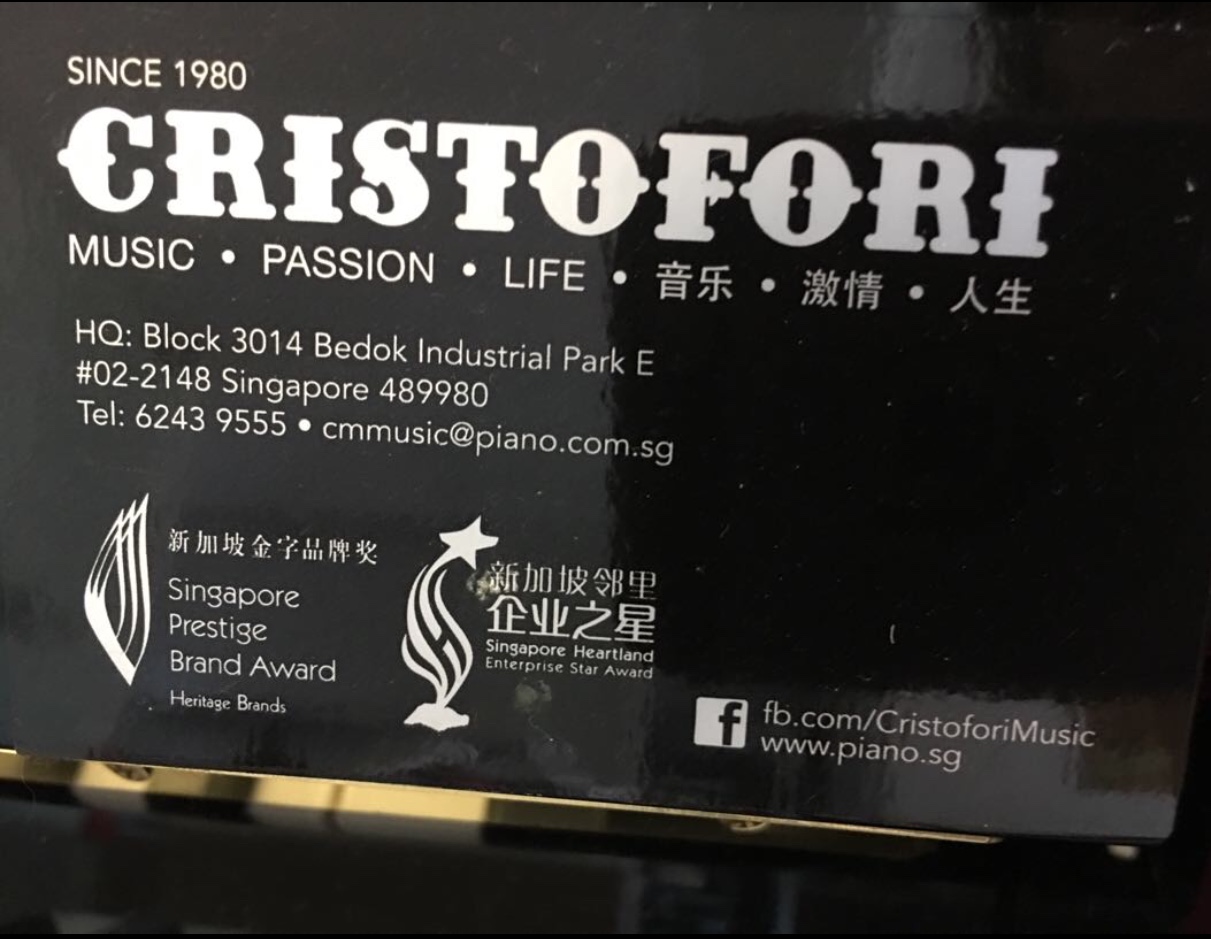 SINCE 1980
CRISTOFORI
MUSIC • PASSION • LIFE • 音乐 • 激情 • 人生
HQ: Block 3014 Bedok Industrial Park E
#02-2148 Singapore 489980
Tel: 6243 9555 • cmmusic@piano.com.sg
新加坡金字品牌奖
Singapore
Prestige
Brand Award
Heritage Brands
新加坡邻里
企业之星
Singapore Heartland
Enterprise Star Award
f fb.com/CristoforiMusic
www.piano.sg